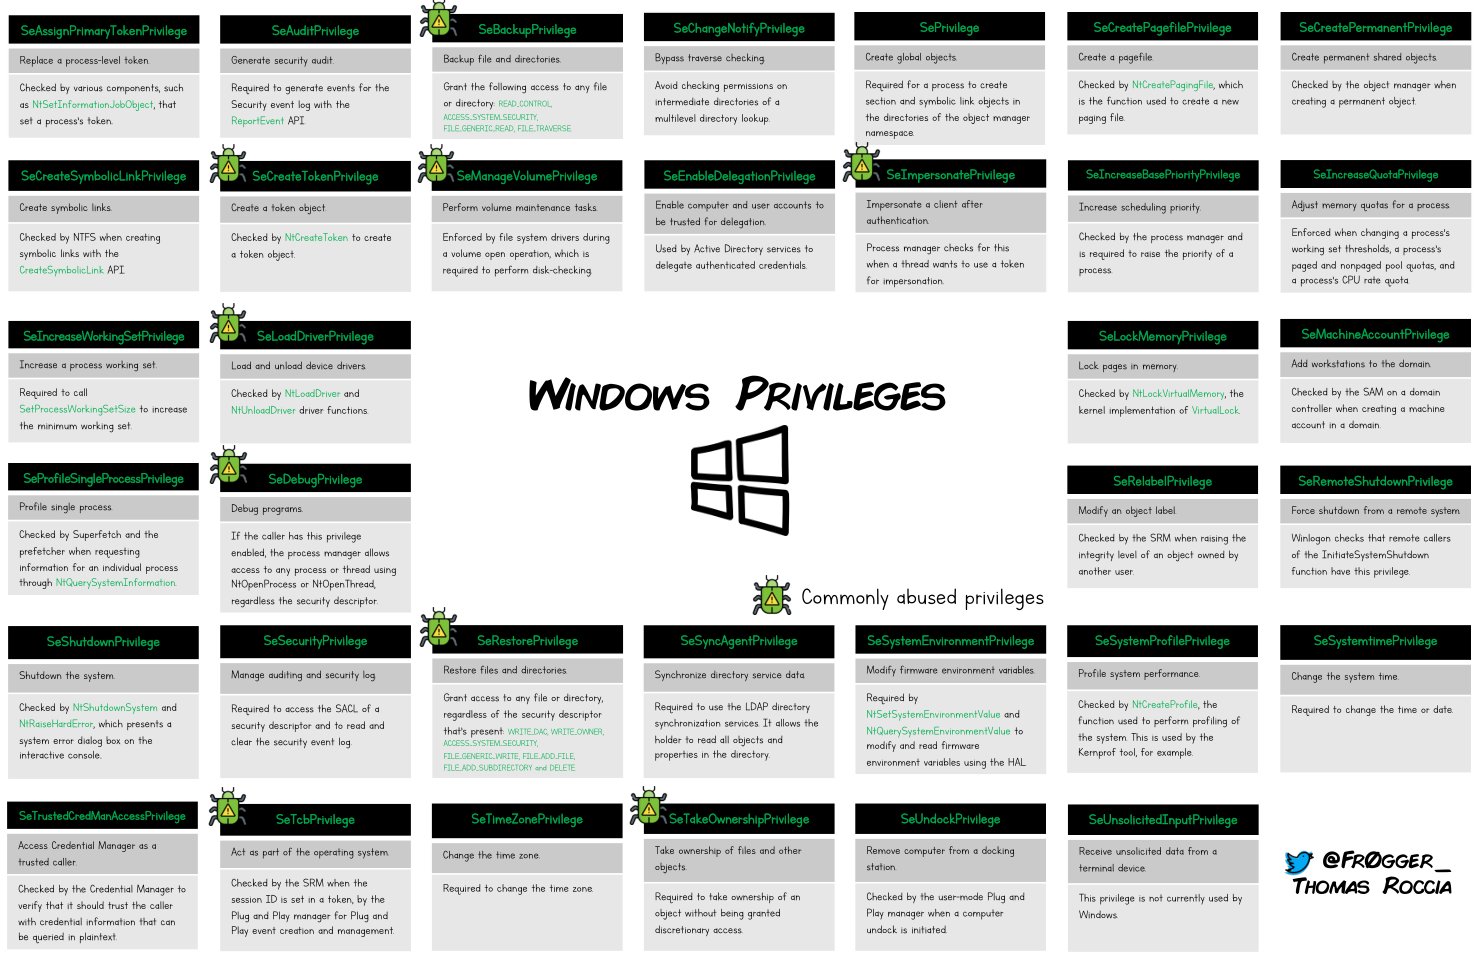 SeAssignPrimaryTokenPrivilege
Replace a process-level token.
Checked by various components, such
as NtSetInformationJobObject, that
set a process's token.
SeAuditPrivilege
Generate security audit.
Required to generate events for the
Security event log with the
ReportEvent API.
SeBackupPrivilege
Backup file and directories.
Grant the following access to any file
or directory: READ_CONTROL,
ACCESS_SYSTEM_SECURITY,
FILE_GENERIC_READ, FILE_TRAVERSE
SeChangeNotifyPrivilege
Bypass traverse checking.
Avoid checking permissions on
intermediate directories of a
multilevel directory lookup.
SePrivilege
Create global objects.
Required for a process to create
section and symbolic link objects in
the directories of the object manager
namespace.
SeCreatePagefilePrivilege
Create a pagefile.
Checked by NtCreatePagingFile, which
is the function used to create a new
paging file.
SeCreatePermanentPrivilege
Create permanent shared objects.
Checked by the object manager when
creating a permanent object.
SeCreateSymbolicLinkPrivilege
Create symbolic links.
Checked by NTFS when creating
symbolic links with the
CreateSymbolicLink API.
SeCreateTokenPrivilege
Create a token object.
Checked by NtCreateToken to create
a token object.
SeManageVolumePrivilege
Perform volume maintenance tasks.
Enforced by file system drivers during
a volume open operation, which is
required to perform disk-checking.
SeEnableDelegationPrivilege
Enable computer and user accounts to
be trusted for delegation.
Used by Active Directory services to
delegate authenticated credentials.
SeImpersonatePrivilege
Impersonate a client after
authentication.
Process manager checks for this
when a thread wants to use a token
for impersonation.
SeIncreaseBasePriorityPrivilege
Increase scheduling priority.
Checked by the process manager and
is required to raise the priority of a
process.
SeIncreaseQuotaPrivilege
Adjust memory quotas for a process.
Enforced when changing a process's
working set thresholds, a process's
paged and nonpaged pool quotas, and
a process's CPU rate quota.
SeIncreaseWorkingSetPrivilege
Increase a process working set.
Required to call
SetProcessWorkingSetSize to increase
the minimum working set.
SeLoadDriverPrivilege
Load and unload device drivers.
Checked by NtLoadDriver and
NtUnloadDriver driver functions.
Windows Privileges
SeLockMemoryPrivilege
Lock pages in memory.
Checked by NtLockVirtualMemory, the
kernel implementation of VirtualLock.
SeMachineAccountPrivilege
Add workstations to the domain.
Checked by the SAM on a domain
controller when creating a machine
account in a domain.
SeProfileSingleProcessPrivilege
Profile single process.
Checked by Superfetch and the
prefetcher when requesting
information for an individual process
through NtQuerySystemInformation.
SeDebugPrivilege
Debug programs.
If the caller has this privilege
enabled, the process manager allows
access to any process or thread using
NtOpenProcess or NtOpenThread,
regardless the security descriptor.
SeRelabelPrivilege
Modify an object label.
Checked by the SRM when raising the
integrity level of an object owned by
another user.
SeRemoteShutdownPrivilege
Force shutdown from a remote system.
Winlogon checks that remote callers
of the InitiateSystemShutdown
function have this privilege.
Commonly abused privileges
SeShutdownPrivilege
Shutdown the system.
Checked by NtShutdownSystem and
NtRaiseHardError, which presents a
system error dialog box on the
interactive console.
SeSecurityPrivilege
Manage auditing and security log.
Required to access the SACL of a
security descriptor and to read and
clear the security event log.
SeRestorePrivilege
Restore files and directories.
Grant access to any file or directory,
regardless of the security descriptor
that's present: WRITE_DAC, WRITE_OWNER,
ACCESS_SYSTEM_SECURITY,
FILE_GENERIC_WRITE, FILE_ADD_FILE,
FILE_ADD_SUBDIRECTORY and DELETE
SeSyncAgentPrivilege
Synchronize directory service data.
Required to use the LDAP directory
synchronization services. It allows the
holder to read all objects and
properties in the directory.
SeSystemEnvironmentPrivilege
Modify firmware environment variables.
Required by
NtSetSystemEnvironmentValue and
NtQuerySystemEnvironmentValue to
modify and read firmware
environment variables using the HAL
SeSystemProfilePrivilege
Profile system performance.
Checked by NtCreateProfile, the
function used to perform profiling of
the system. This is used by the
Kernprof tool, for example.
SeSystemtimePrivilege
Change the system time.
Required to change the time or date.
SeTrustedCredManAccessPrivilege
Access Credential Manager as a
trusted caller.
Checked by the Credential Manager to
verify that it should trust the caller
with credential information that can
be queried in plaintext.
SeTcbPrivilege
Act as part of the operating system.
Checked by the SRM when the
session ID is set in a token, by the
Plug and Play manager for Plug and
Play event creation and management.
SeTimeZonePrivilege
Change the time zone.
Required to change the time zone.
SeTakeOwnershipPrivilege
Take ownership of files and other
objects.
Required to take ownership of an
object without being granted
discretionary access.
SeUndockPrivilege
Remove computer from a docking
station.
Checked by the user-mode Plug and
Play manager when a computer
undock is initiated.
SeUnsolicitedInputPrivilege
Receive unsolicited data from a
terminal device.
This privilege is not currently used by
Windows.
@Fr0gger_
Thomas Roccia